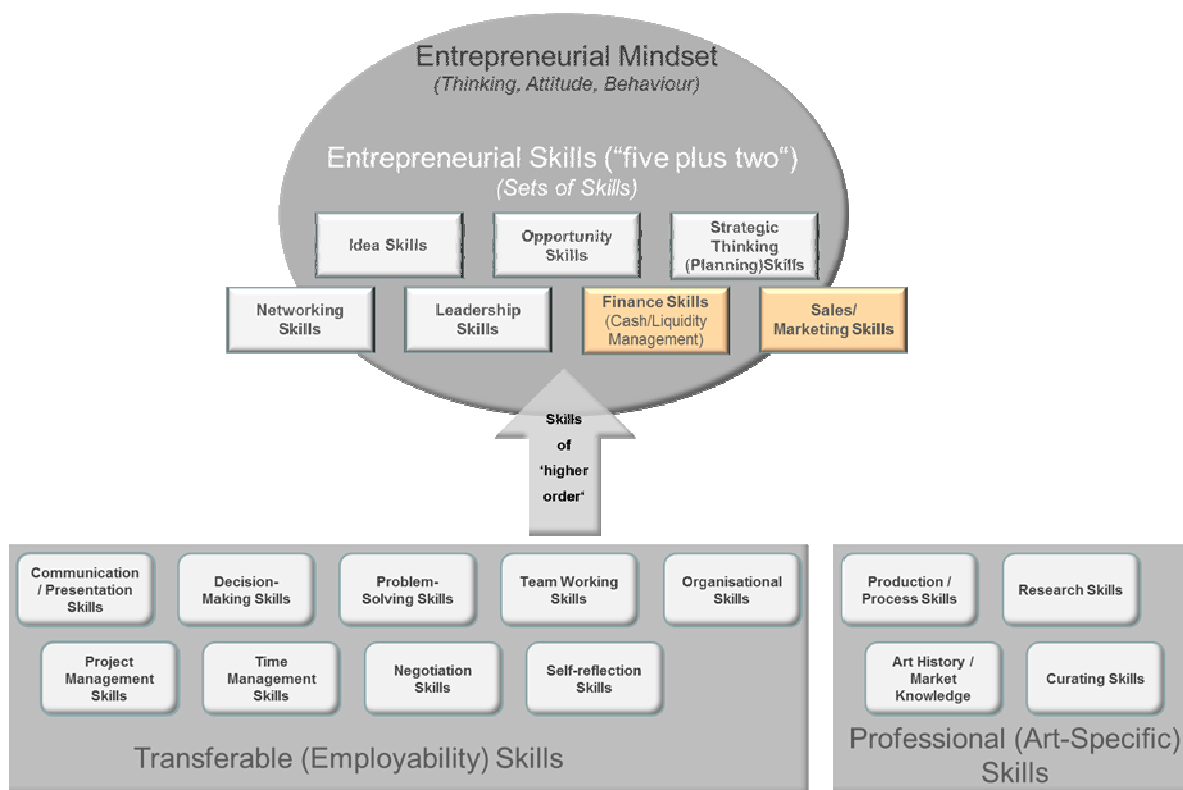 Entrepreneurial Mindset
(Thinking, Attitude, Behaviour)
Entrepreneurial Skills ("five plus two")
(Sets of Skills)
Idea Skills
Opportunity
Skills
Strategic
Thinking
(Planning)Skills
Networking
Skills
Leadership
Skills
Finance Skills
(Cash/Liquidity
Management)
Sales/
Marketing Skills
Skills
of
‘higher
order‘
Communication
/ Presentation
Skills
Decision-
Making Skills
Problem-
Solving Skills
Team Working
Skills
Organisational
Skills
Project
Management
Skills
Time
Management
Skills
Negotiation
Skills
Self-reflection
Skills
Transferable (Employability) Skills
Production /
Process Skills
Research Skills
Art History /
Market
Knowledge
Curating Skills
Professional (Art-Specific)
Skills